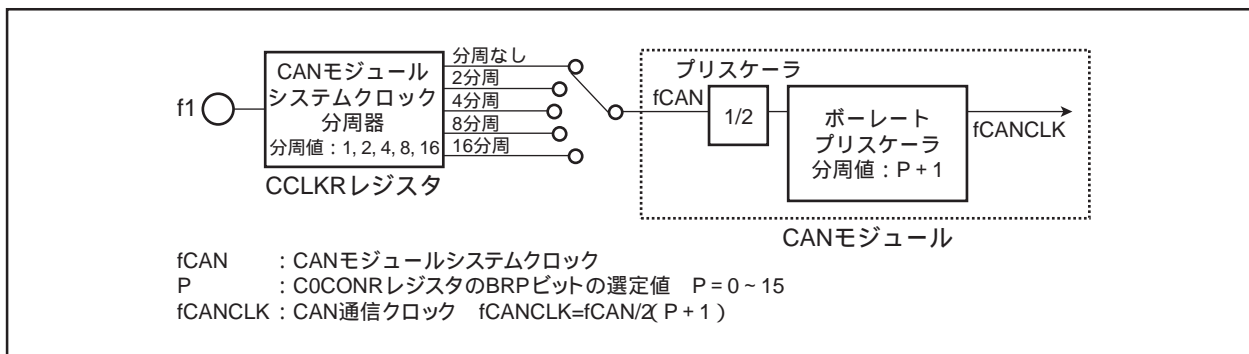 f1
CANモジュール
システムクロック
分周器
分周値：1, 2, 4, 8, 16
CCLKRレジスタ
分周なし
2分周
4分周
8分周
16分周
プリスケーラ
fCAN
1/2
ボーレート
プリスケーラ
分周値：P + 1
fCANCLK
CANモジュール
fCAN ：CANモジュールシステムクロック
P ：C0CONRレジスタのBRPビットの選定値 P = 0 ~ 15
fCANCLK：CAN通信クロック fCANCLK=fCAN/2( P + 1 )